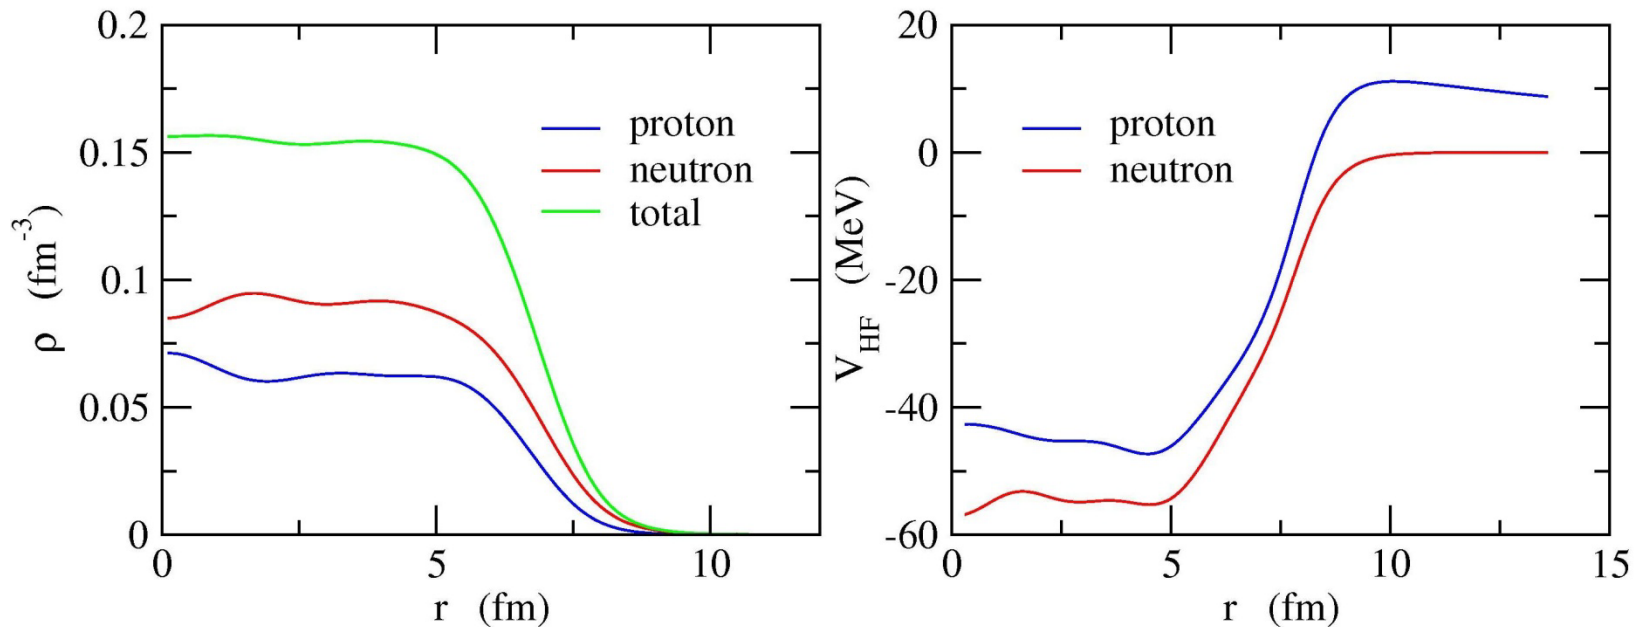 0.2
0.15
0.1
0.05
0
ρ (fm-3)
proton
neutron
total
0 5 10
r (fm)
20
0
-20
-40
-60
VHF (MeV)
proton
neutron
0 5 10 15
r (fm)